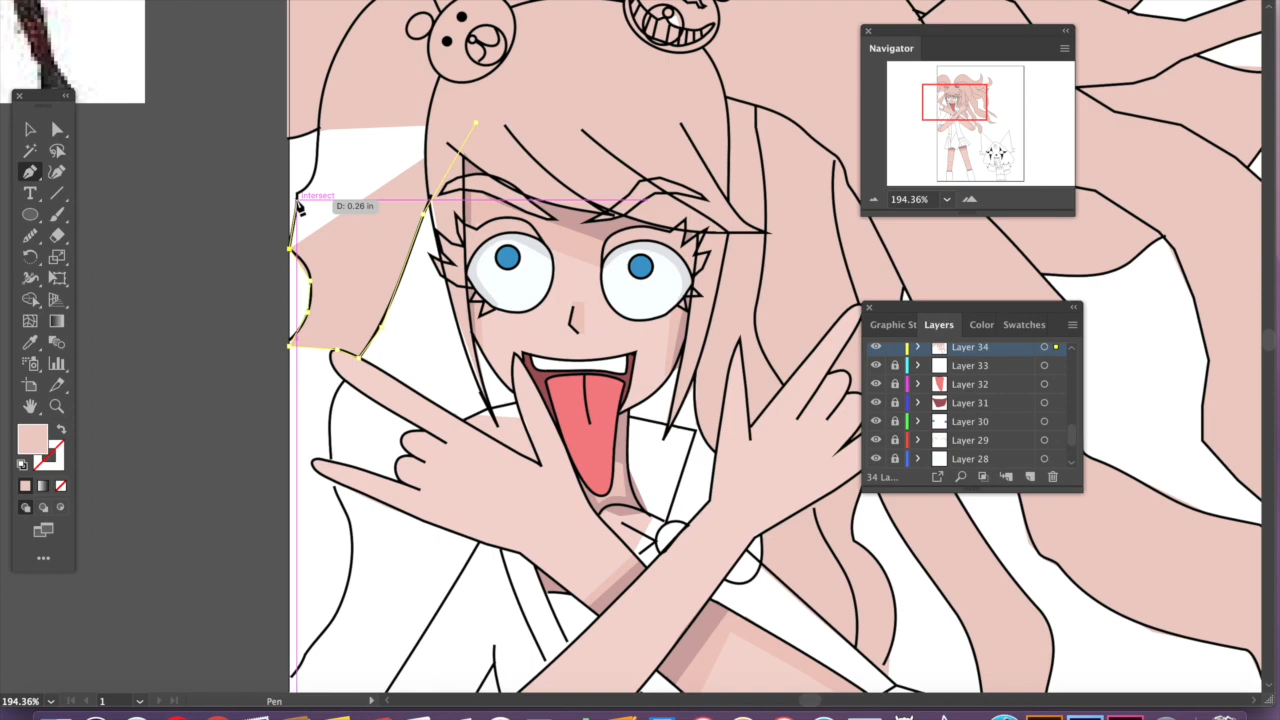 Navigator
194.36%
intersect
D: 0.26 in
Graphic St
Layers
Color
Swatches
Layer 34
Layer 33
Layer 32
Layer 31
Layer 30
Layer 29
Layer 28
34 La...
194.36%
1
Pen